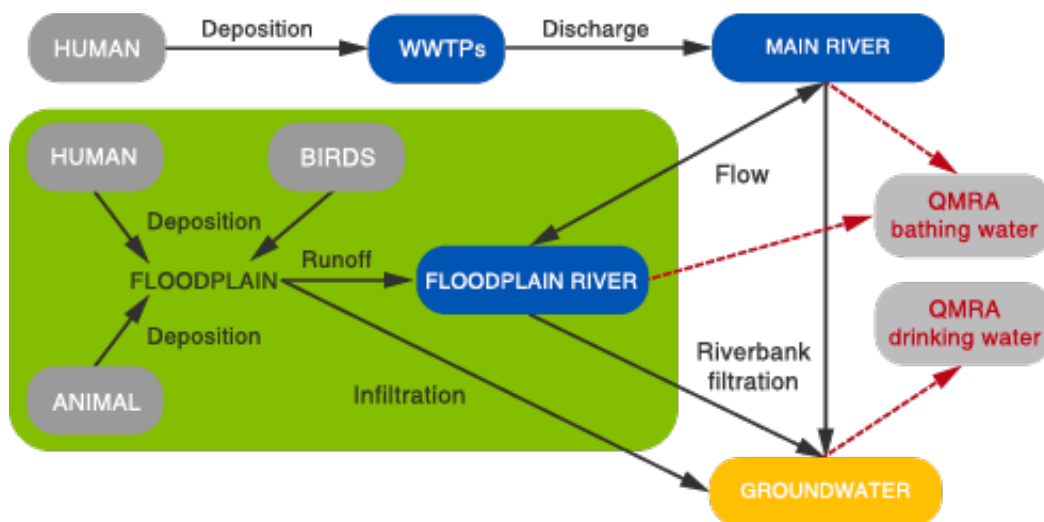 HUMAN
Deposition
WWTPs
Discharge
MAIN RIVER
HUMAN
BIRDS
Deposition
Flow
QMRA
bathing water
FLOODPLAIN
Runoff
FLOODPLAIN RIVER
QMRA
drinking water
Deposition
Riverbank
filtration
ANIMAL
Infiltration
GROUNDWATER